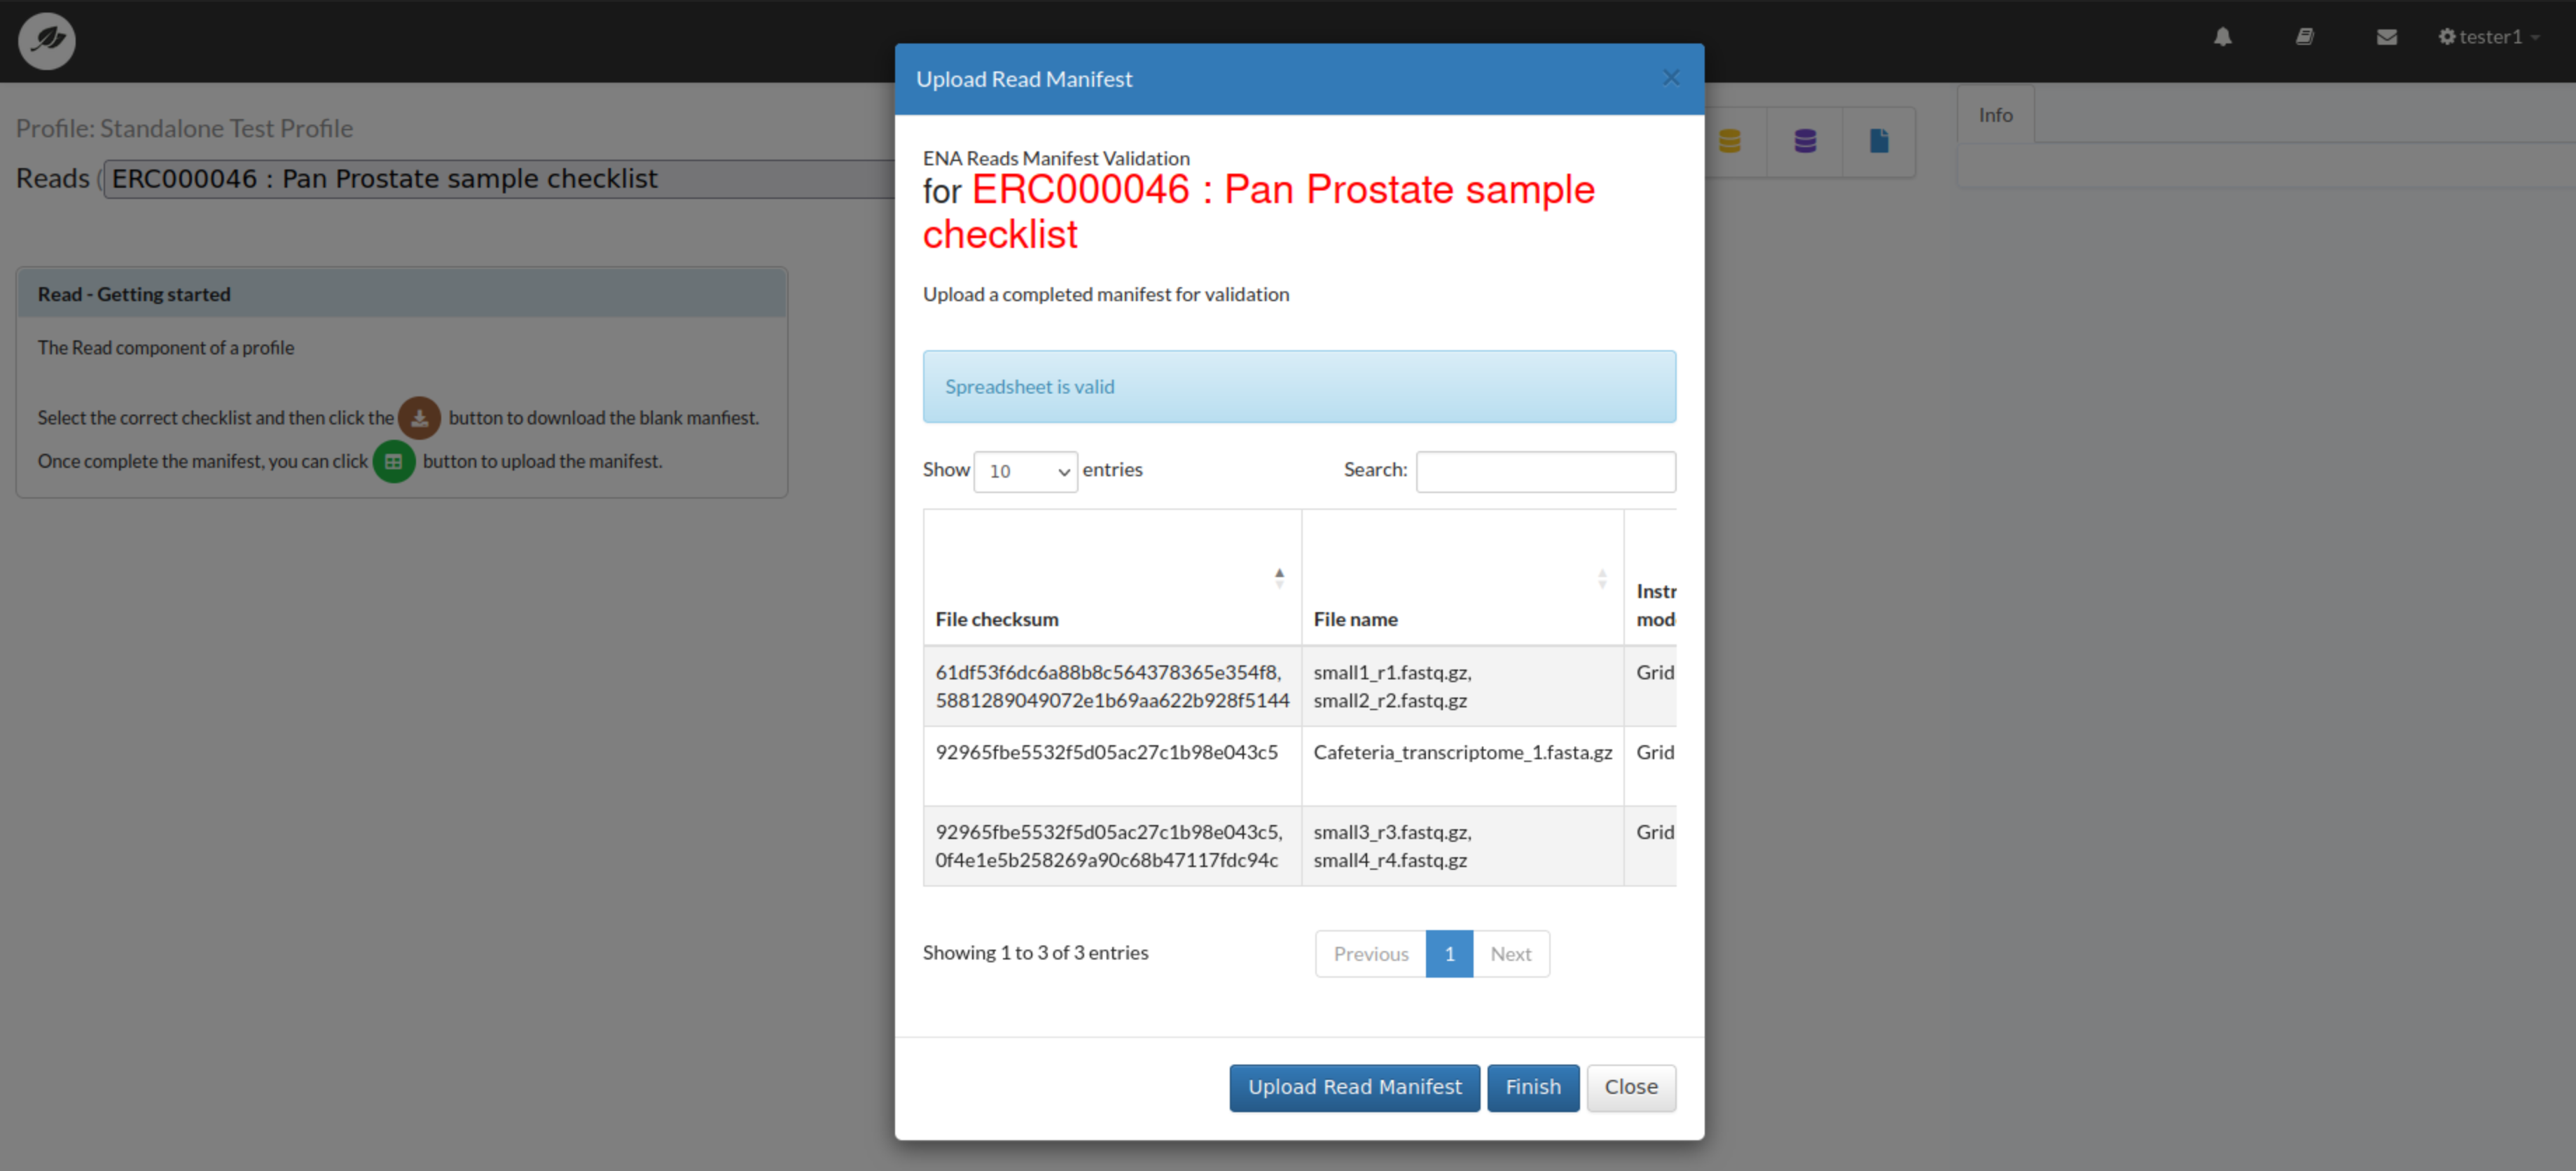 tester1
Profile: Standalone Test Profile
Reads (ERC000046 : Pan Prostate sample checklist
Read - Getting started
The Read component of a profile
Select the correct checklist and then click the button to download the blank manfiest.
Once complete the manifest, you can click button to upload the manifest.
Upload Read Manifest
×
ENA Reads Manifest Validation
for ERC000046 : Pan Prostate sample
checklist
Upload a completed manifest for validation
Spreadsheet is valid
Show 10 entries Search:
File checksum File name Instr
mod
61df53f6dc6a88b8c564378365e354f8, small1_r1.fastq.gz, Grid
5881289049072e1b69aa622b928f5144 small2_r2.fastq.gz
92965fbe5532f5d05ac27c1b98e043c5 Cafeteria_transcriptome_1.fasta.gz Grid
92965fbe5532f5d05ac27c1b98e043c5, small3_r3.fastq.gz, Grid
0f4e1e5b258269a90c68b47117fdc94c small4_r4.fastq.gz
Showing 1 to 3 of 3 entries Previous 1 Next
Upload Read Manifest Finish Close
Info